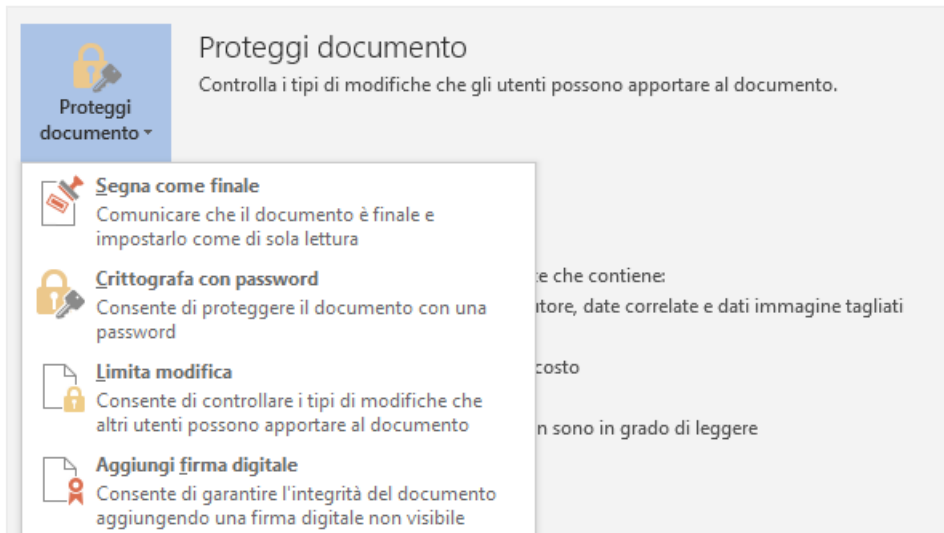 Proteggi documento
Controlla i tipi di modifiche che gli utenti possono apportare al documento.
Proteggi
documento
Segna come finale
Comunicare che il documento è finale e
impostarlo come di sola lettura
Crittografa con password
Consente di proteggere il documento con una
password
Limita modifica
Consente di controllare i tipi di modifiche che
altri utenti possono apportare al documento
Aggiungi firma digitale
Consente di garantire l'integrità del documento
aggiungendo una firma digitale non visibile
che contiene:
date correlate e dati immagine tagliati
sono in grado di leggere